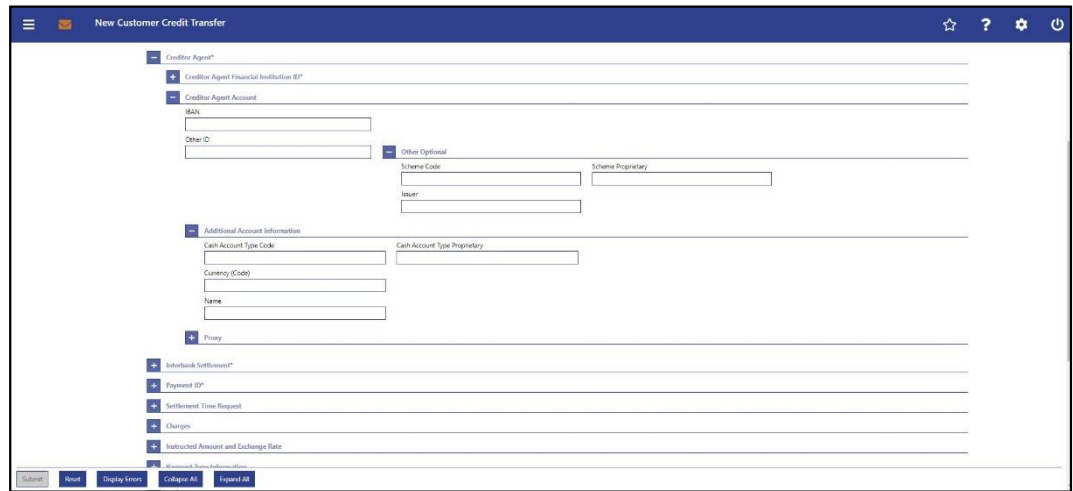 New Customer Credit Transfer
Creditor Agent*
Creditor Agent Financial Institution ID*
Creditor Agent Account
IBAN
Other ID
Other Optional
Scheme Code Scheme Proprietary
Issuer
Additional Account Information
Cash Account Type Code Cash Account Type Proprietary
Currency (Code)
Name
Proxy
Interbank Settlement*
Payment ID*
Settlement Time Request
Charges
Instructed Amount and Exchange Rate
Payment Type Information
Submit Reset Display Errors Collapse All Expand All